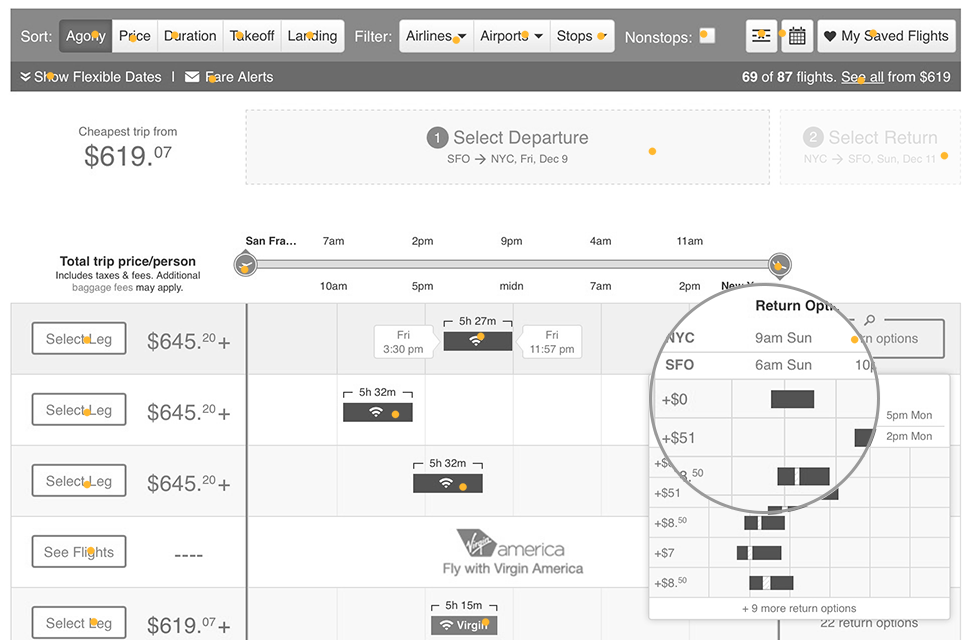 Sort: Agony Price Duration Takeoff Landing Filter: Airlines Airports Stops Nonstops: My Saved Flights
Show Flexible Dates | Fare Alerts 69 of 87 flights. See all from $619
Cheapest trip from
$619.07
1 Select Departure
SFO → NYC, Fri, Dec 9
2 Select Return
NYC → SFO, Sun, Dec 11
San Fra... 7am 2pm 9pm 4am 11am
Total trip price/person
Includes taxes & fees. Additional
baggage fees may apply.
10am 5pm midn 7am 2pm New Y
Return Opti
Select Leg $645.20+
Fri
3:30 pm
5h 27m
Fri
11:57 pm
NYC 9am Sun
rn options
SFO 6am Sun 10p
Select Leg $645.20+
5h 32m
+$0
5pm Mon
+$51
2pm Mon
Select Leg $645.20+
5h 32m
.50
+$51
+$8.50
See Flights ----
Virgin america
Fly with Virgin America
+$7
+$8.50
+ 9 more return options
Select Leg $619.07+
5h 15m
Virgin
22 return options